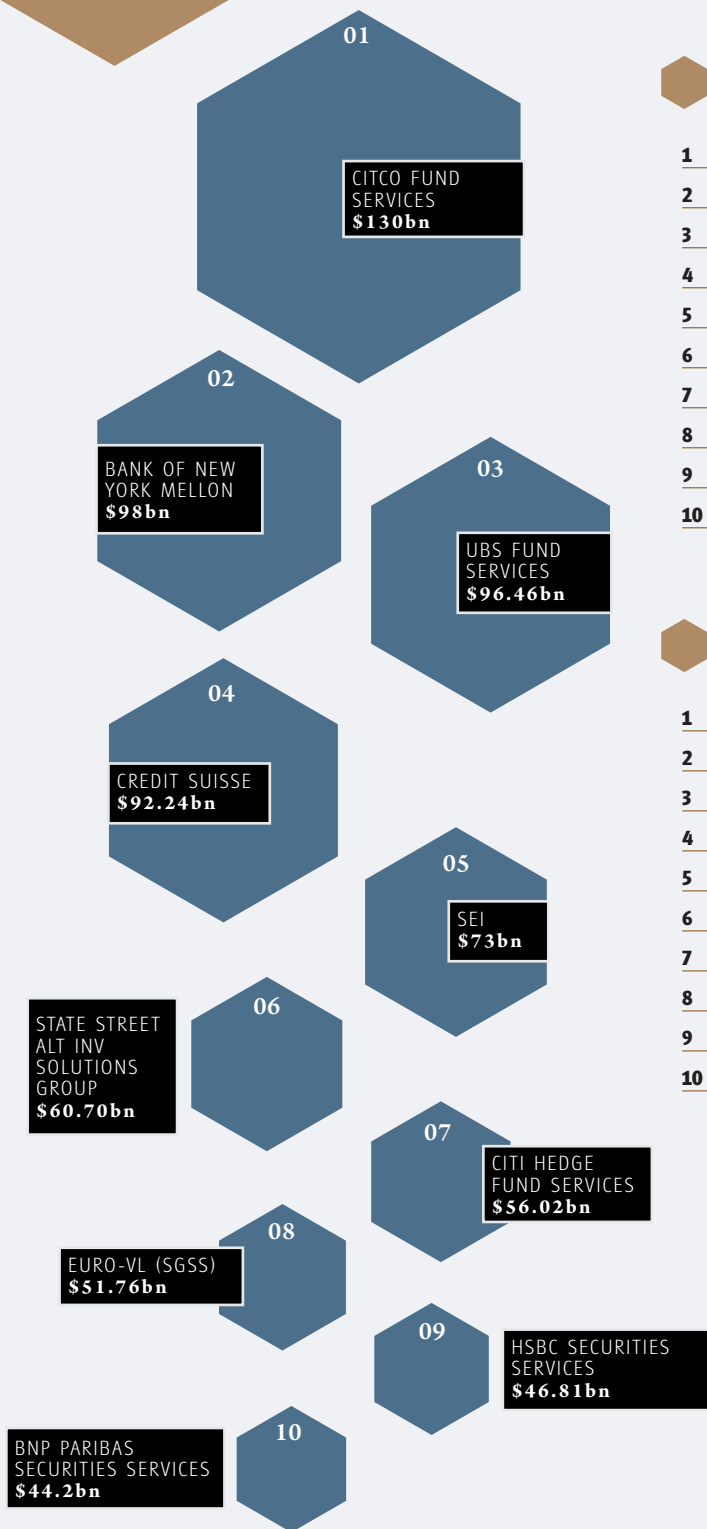 01
CITCO FUND
SERVICES
$130bn
02
BANK OF NEW
YORK MELLON
$98bn
03
UBS FUND
SERVICES
$96.46bn
04
CREDIT SUISSE
$92.24bn
05
SEI
$73bn
06
STATE STREET
ALT INV
SOLUTIONS
GROUP
$60.70bn
07
CITI HEDGE
FUND SERVICES
$56.02bn
08
EURO-VL (SGSS)
$51.76bn
09
HSBC SECURITIES
SERVICES
$46.81bn
10
BNP PARIBAS
SECURITIES SERVICES
$44.2bn
1
2
3
4
5
6
7
8
9
10
1
2
3
4
5
6
7
8
9
10